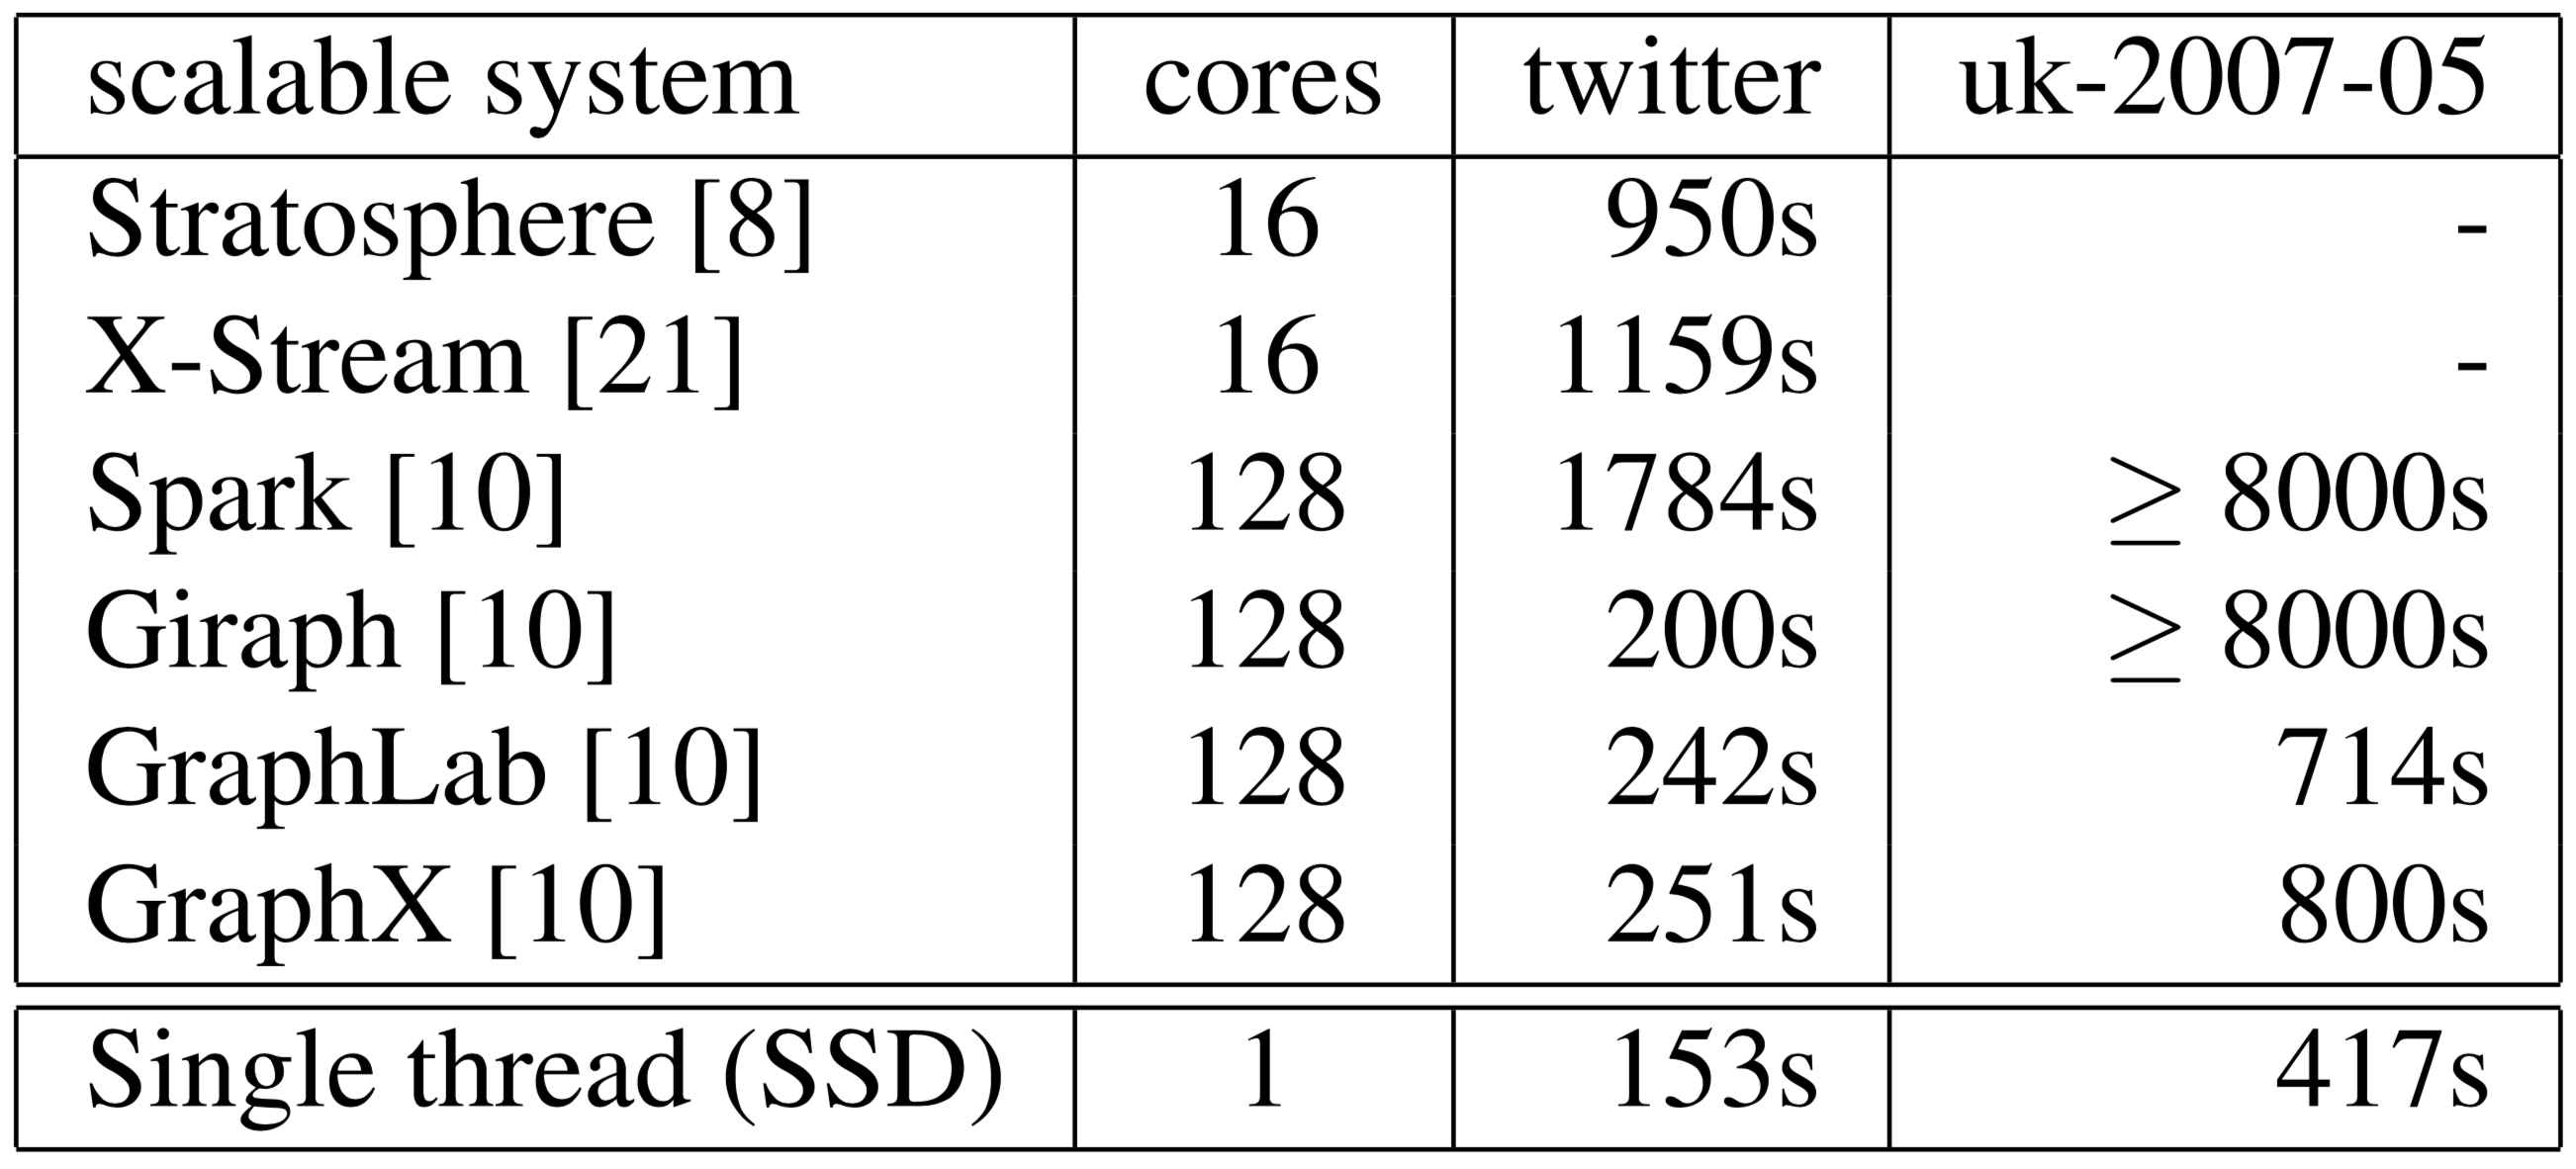 scalable system cores twitter uk-2007-05
Stratosphere [8] 16 950s -
X-Stream [21] 16 1159s -
Spark [10] 128 1784s ≥ 8000s
Giraph [10] 128 200s ≥ 8000s
GraphLab [10] 128 242s 714s
GraphX [10] 128 251s 800s
Single thread (SSD) 1 153s 417s